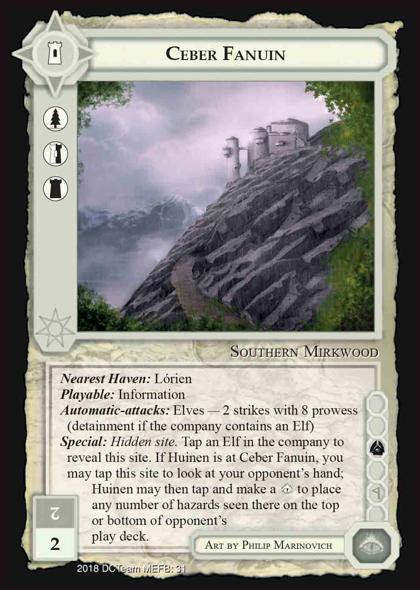 Ceber Fanuin
Southern Mirkwood
Nearest Haven: Lórien
Playable: Information
Automatic-attacks: Elves — 2 strikes with 8 prowess
(detainment if the company contains an Elf)
Special: Hidden site. Tap an Elf in the company to
reveal this site. If Huinen is at Ceber Fanuin, you
may tap this site to look at your opponent's hand;
Huinen may then tap and make a to place
any number of hazards seen there on the top
or bottom of opponent's
play deck.
2
2
Art by Philip Marinovich
2018 DCTeam MEFB: 31